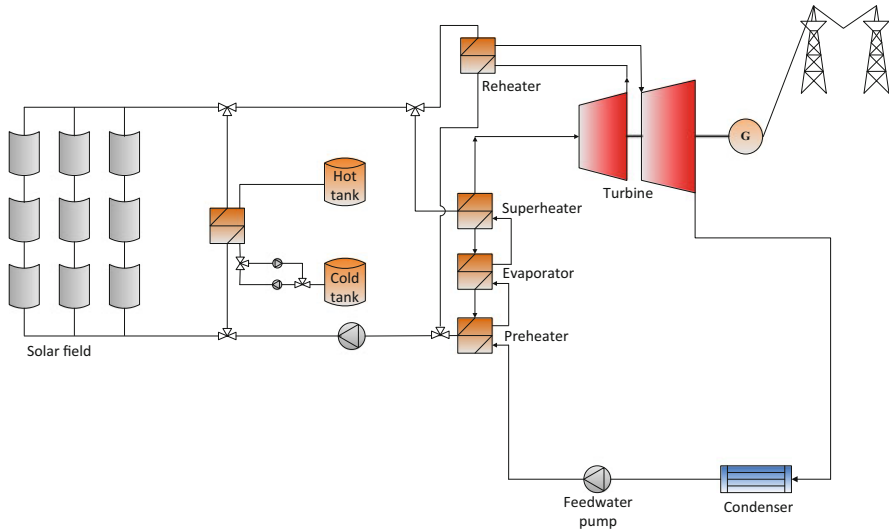 Reheater
G
Turbine
Hot
tank
Superheater
Evaporator
Cold
tank
Preheater
Solar field
Feedwater
pump
Condenser